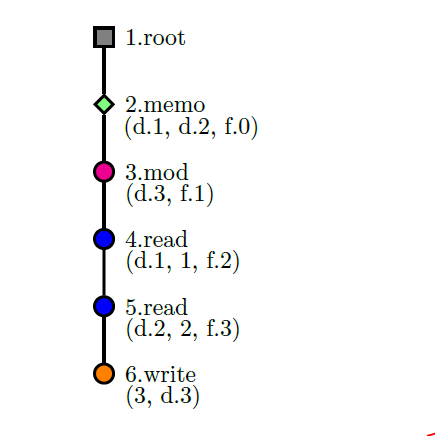 1.root
2.memo
(d.1, d.2, f.0)
3.mod
(d.3, f.1)
4.read
(d.1, 1, f.2)
5.read
(d.2, 2, f.3)
6.write
(3, d.3)